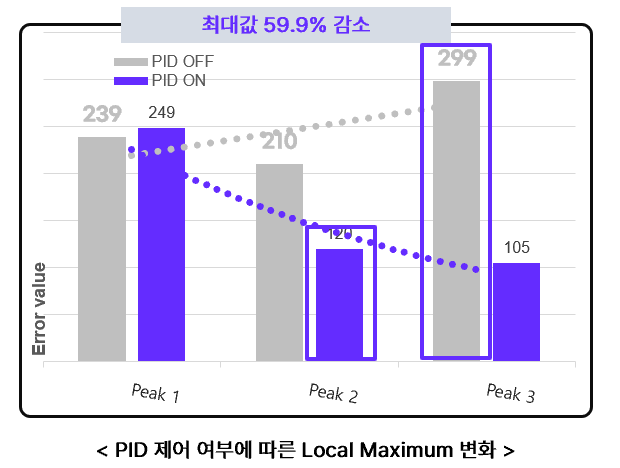 최대값 59.9% 감소
PID OFF
PID ON
239
249
210
120
299
105
Error value
Peak 1
Peak 2
Peak 3
< PID 제어 여부에 따른 Local Maximum 변화 >